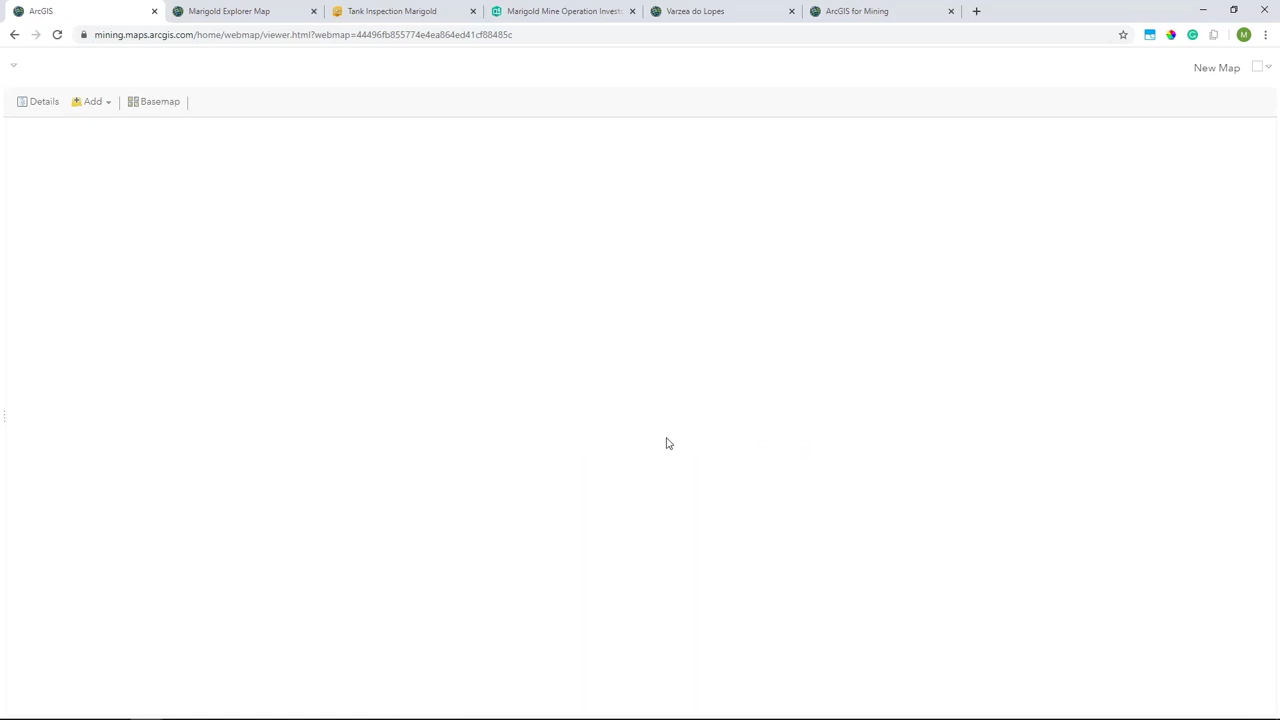 ArcGIS
Marigold Explorer Map
Tank Inspection Marigold
Marigold Mine Operation Invest
Varzea do Lopes
ArcGIS for Mining
mining.maps.arcgis.com/home/webmap/viewer.html?webmap=44496fb855774e4ea864ed41cf88485c
M
New Map
Details
Add
Basemap